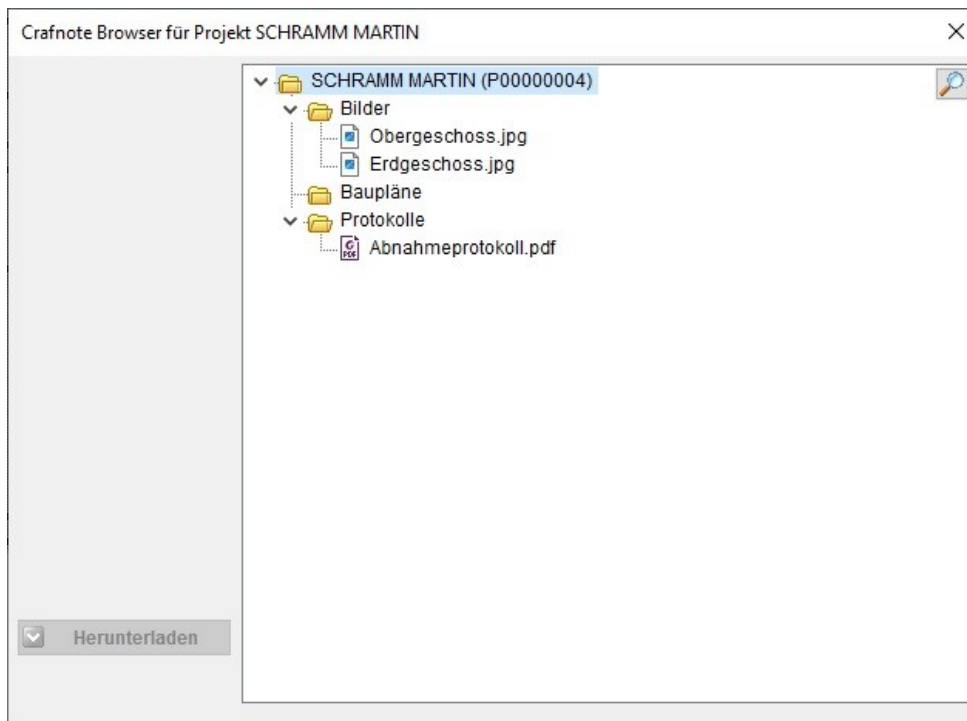 Crafnote Browser für Projekt SCHRAMM MARTIN
SCHRAMM MARTIN (P00000004)
Bilder
Obergeschoss.jpg
Erdgeschoss.jpg
Baupläne
Protokolle
PDF
Abnahmeprotokoll.pdf
Herunterladen